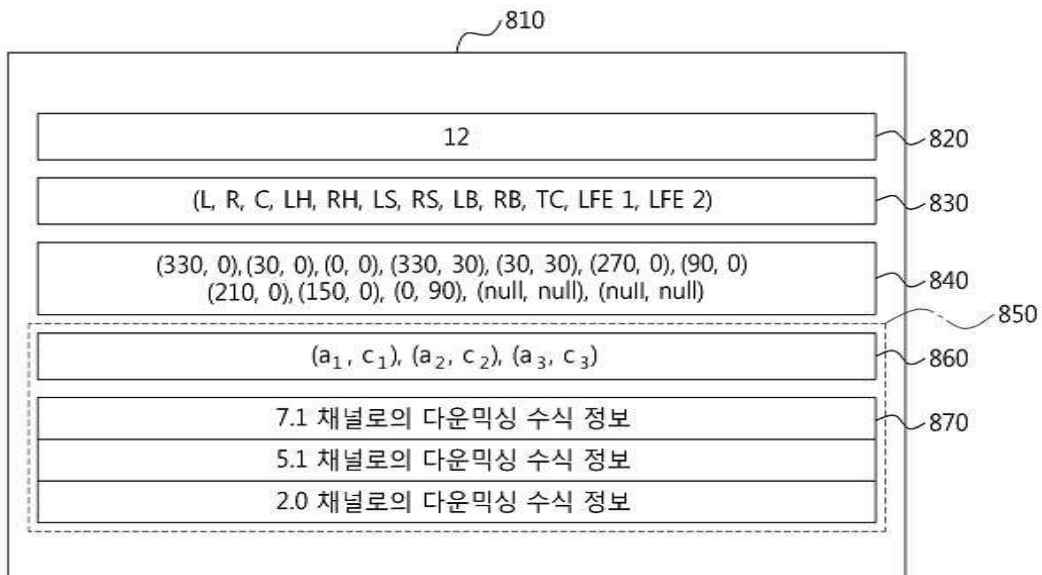 810
12
820
(L, R, C, LH, RH, LS, RS, LB, RB, TC, LFE 1, LFE 2)
830
(330, 0), (30, 0), (0, 0), (330, 30), (30, 30), (270, 0), (90, 0)
(210, 0), (150, 0), (0, 90), (null, null), (null, null)
840
850
(a₁, c₁), (a₂, c₂), (a₃, c₃)
860
7.1 채널로의 다운믹싱 수식 정보
870
5.1 채널로의 다운믹싱 수식 정보
2.0 채널로의 다운믹싱 수식 정보